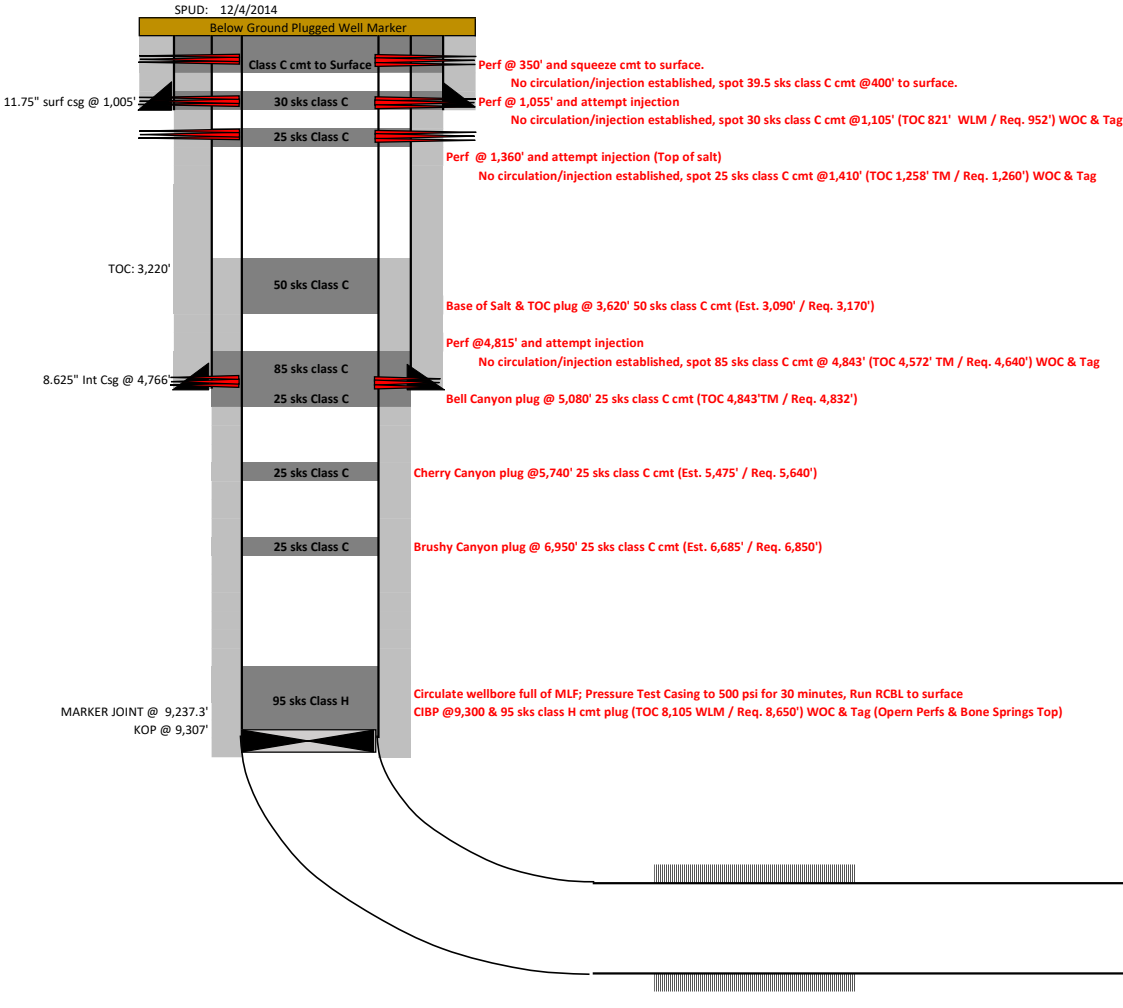 SPUD: 12/4/2014
Below Ground Plugged Well Marker
Class C cmt to Surface
Perf @ 350' and squeeze cmt to surface.
No circulation/injection established, spot 39.5 sks class C cmt @400' to surface.
11.75" surf csg @ 1,005'
30 sks class C
Perf @ 1,055' and attempt injection
No circulation/injection established, spot 30 sks class C cmt @1,105' (TOC 821' WLM / Req. 952') WOC & Tag
25 sks Class C
Perf @ 1,360' and attempt injection (Top of salt)
No circulation/injection established, spot 25 sks class C cmt @1,410' (TOC 1,258' TM / Req. 1,260') WOC & Tag
TOC: 3,220'
50 sks Class C
Base of Salt & TOC plug @ 3,620' 50 sks class C cmt (Est. 3,090' / Req. 3,170')
Perf @4,815' and attempt injection
No circulation/injection established, spot 85 sks class C cmt @ 4,843' (TOC 4,572' TM / Req. 4,640') WOC & Tag
85 sks class C
8.625" Int Csg @ 4,766'
25 sks Class C
Bell Canyon plug @ 5,080' 25 sks class C cmt (TOC 4,843'TM / Req. 4,832')
25 sks Class C
Cherry Canyon plug @5,740' 25 sks class C cmt (Est. 5,475' / Req. 5,640')
25 sks Class C
Brushy Canyon plug @ 6,950' 25 sks class C cmt (Est. 6,685' / Req. 6,850')
95 sks Class H
Circulate wellbore full of MLF; Pressure Test Casing to 500 psi for 30 minutes, Run RCBL to surface
MARKER JOINT @ 9,237.3'
CIBP @9,300 & 95 sks class H cmt plug (TOC 8,105 WLM / Req. 8,650') WOC & Tag (Opern Perfs & Bone Springs Top)
KOP @ 9,307'